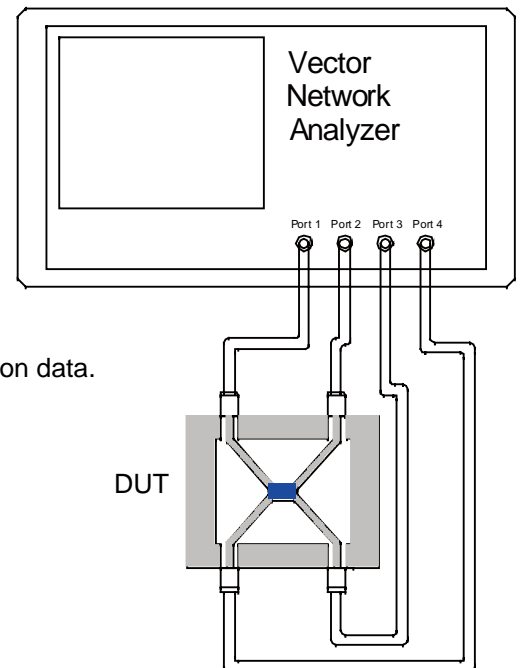 Vector
Network
Analyzer
Port 1 Port 2 Port 3 Port 4
on data.
DUT